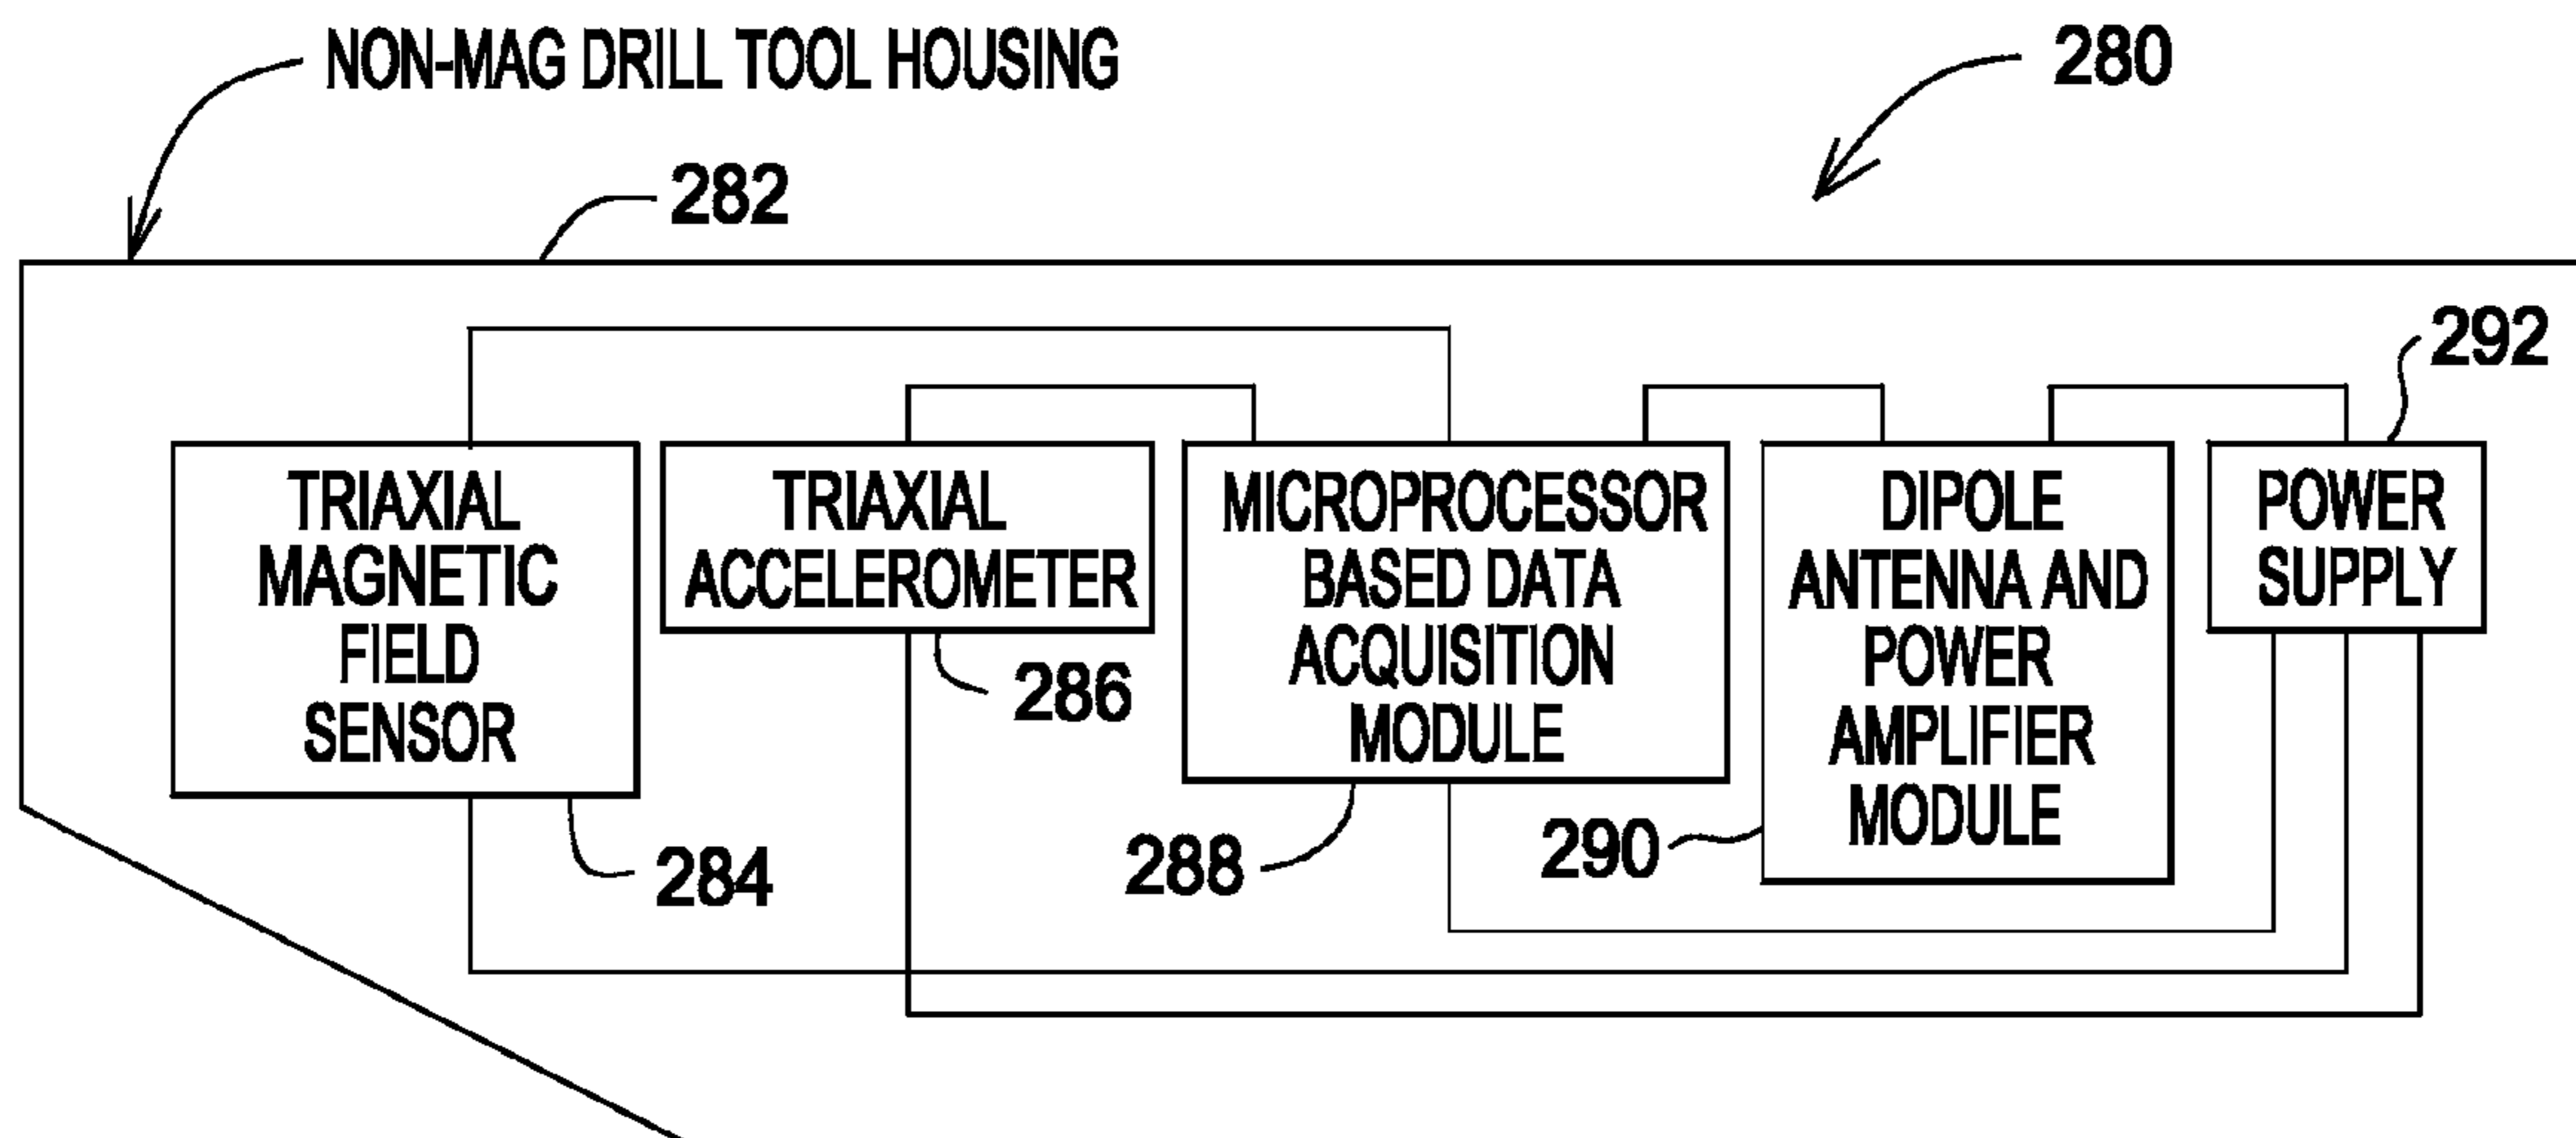 NON-MAG DRILL TOOL HOUSING
280
282
292
TRIAXIAL
MAGNETIC
FIELD
SENSOR
TRIAXIAL
ACCELEROMETER
MICROPROCESSOR
BASED DATA
ACQUISITION
MODULE
DIPOLE
ANTENNA AND
POWER
AMPLIFIER
MODULE
POWER
SUPPLY
286
284
288
290